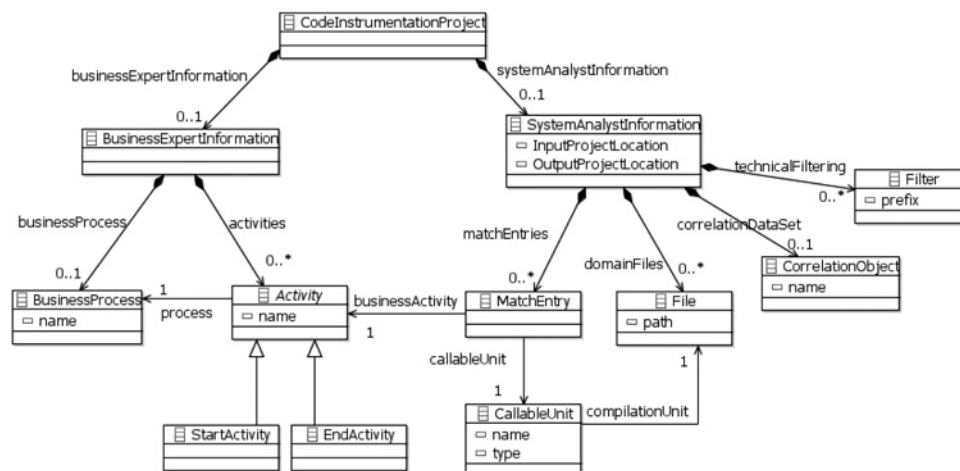 CodeInstrumentationProject
businessExpertInformation
systemAnalystInformation
0..1
0..1
BusinessExpertInformation
SystemAnalystInformation
InputProjectLocation
OutputProjectLocation
technicalFiltering
Filter
prefix
0..*
businessProcess
activities
matchEntries
correlationDataSet
domainFiles
0..1
0..*
0..*
0..*
0..1
BusinessProcess
name
1
process
Activity
name
businessActivity
1
MatchEntry
File
path
CorrelationObject
name
callableUnit
1
1
CallableUnit
name
type
compilationUnit
StartActivity
EndActivity